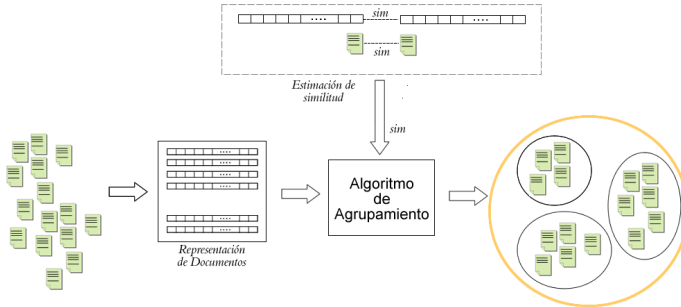 sim
sim
Estimación de
similitud
sim
Algoritmo
de
Agrupamiento
Representación
de Documentos